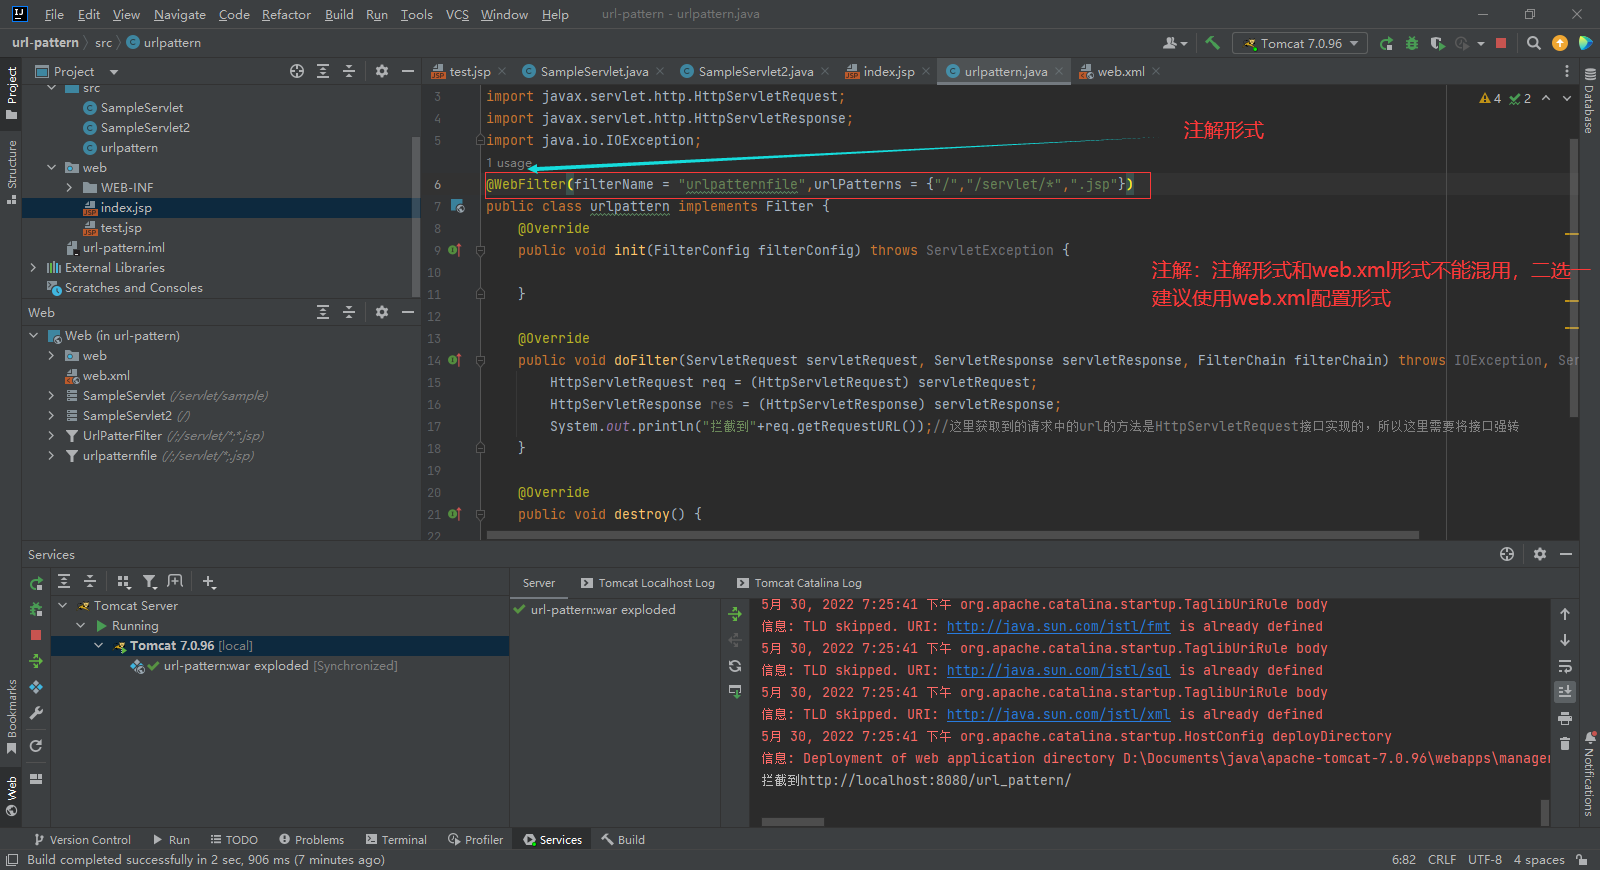 File Edit View Navigate Code Refactor Build Run Tools VCS Window Help url-pattern - urlpattern.java
url-pattern src urlpattern
Tomcat 7.0.96
Project
test.jsp SampleServlet.java SampleServlet2.java index.jsp urlpattern.java web.xml
Project
Structure
Bookmarks
Web
Database
Notifications
src
SampleServlet
SampleServlet2
urlpattern
web
WEB-INF
index.jsp
test.jsp
url-pattern.iml
External Libraries
Scratches and Consoles
Web
Web (in url-pattern)
web
web.xml
SampleServlet (/servlet/sample)
SampleServlet2 (/)
UrlPatterFilter (/;/servlet/*;*.jsp)
urlpatternfile (/;/servlet/*;.jsp)
4 2
3 import javax.servlet.http.HttpServletRequest;
4 import javax.servlet.http.HttpServletResponse;
5 import java.io.IOException;
注解形式
1 usage
6 @WebFilter(filterName = "urlpatternfile",urlPatterns = {"/","/servlet/*",".jsp"})
7 public class urlpattern implements Filter {
8 @Override
9 public void init(FilterConfig filterConfig) throws ServletException {
10
11 }
注解：注解形式和web.xml形式不能混用，二选一
建议使用web.xml配置形式
12
13 @Override
14 public void doFilter(ServletRequest servletRequest, ServletResponse servletResponse, FilterChain filterChain) throws IOException, Ser
15 HttpServletRequest req = (HttpServletRequest) servletRequest;
16 HttpServletResponse res = (HttpServletResponse) servletResponse;
17 System.out.println("拦截到"+req.getRequestURL());//这里获取到的请求中的url的方法是HttpServletRequest接口实现的，所以这里需要将接口强转
18 }
19
20 @Override
21 public void destroy() {
22
Services
Server Tomcat Localhost Log Tomcat Catalina Log
Tomcat Server
Running
Tomcat 7.0.96 [local]
url-pattern:war exploded [Synchronized]
url-pattern:war exploded
5月 30, 2022 7:25:41 下午 org.apache.catalina.startup.TaglibUriRule body
信息: TLD skipped. URI: http://java.sun.com/jstl/fmt is already defined
5月 30, 2022 7:25:41 下午 org.apache.catalina.startup.TaglibUriRule body
信息: TLD skipped. URI: http://java.sun.com/jstl/sql is already defined
5月 30, 2022 7:25:41 下午 org.apache.catalina.startup.TaglibUriRule body
信息: TLD skipped. URI: http://java.sun.com/jstl/xml is already defined
5月 30, 2022 7:25:41 下午 org.apache.catalina.startup.HostConfig deployDirectory
信息: Deployment of web application directory D:\Documents\java\apache-tomcat-7.0.96\webapps\manager
拦截到http://localhost:8080/url_pattern/
Version Control Run TODO Problems Terminal Profiler Services Build
Build completed successfully in 2 sec, 906 ms (7 minutes ago) 6:82 CRLF UTF-8 4 spaces